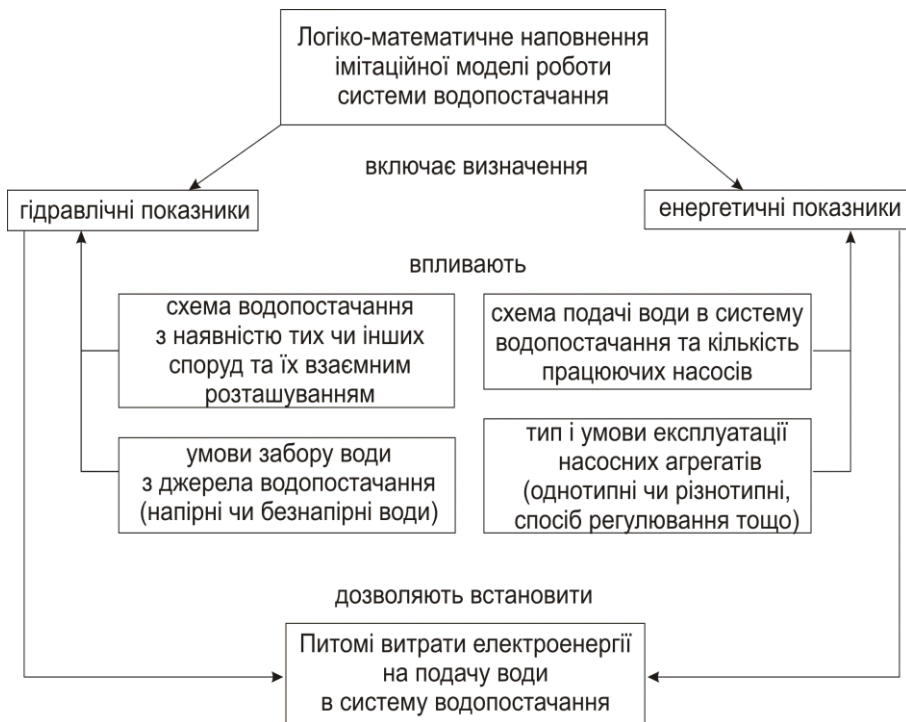 Логіко-математичне наповнення
імітаційної моделі роботи
системи водопостачання
включає визначення
гідравлічні показники
енергетичні показники
впливають
схема водопостачання
з наявністю тих чи інших
споруд та їх взаємним
розташуванням
схема подачі води в систему
водопостачання та кількість
працюючих насосів
умови забору води
з джерела водопостачання
(напірні чи безнапірні води)
тип і умови експлуатації
насосних агрегатів
(однотипні чи різнотипні,
спосіб регулювання тощо)
дозволяють встановити
Питомі витрати електроенергії
на подачу води
в систему водопостачання